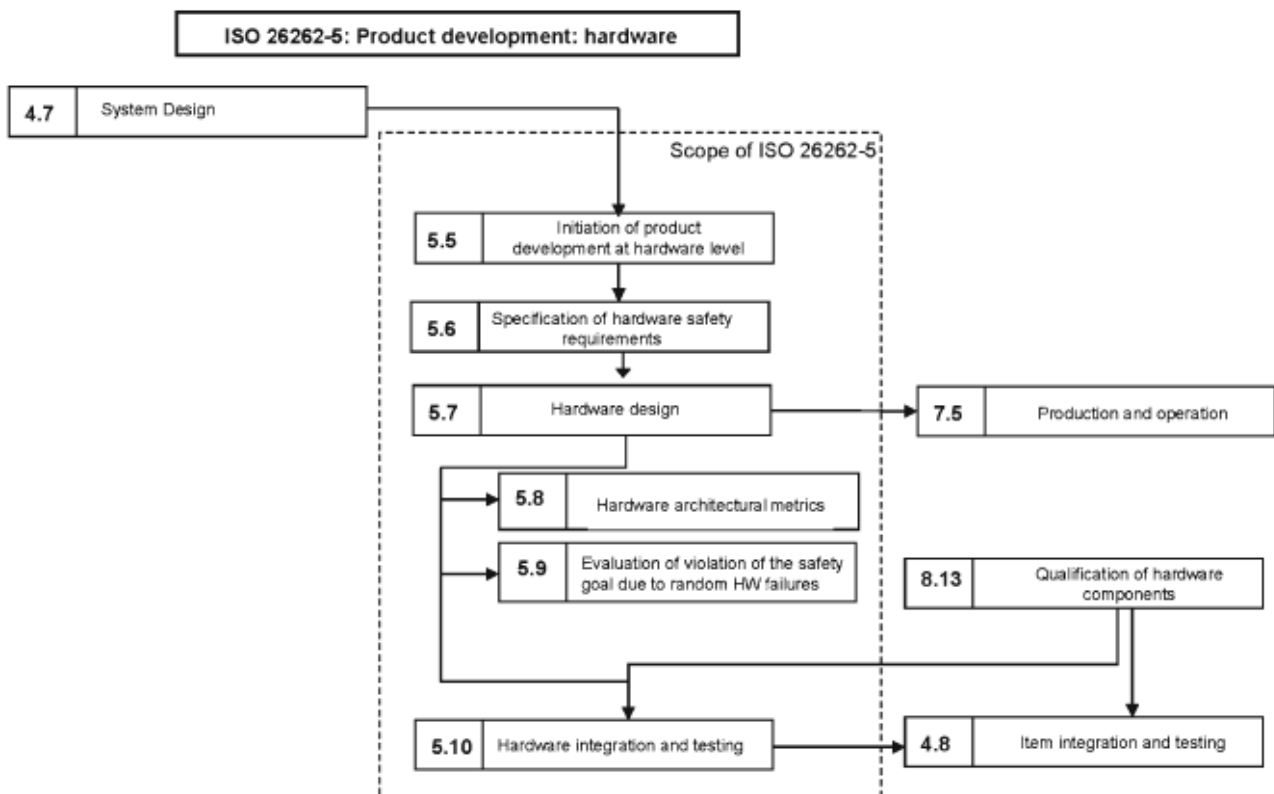 ISO 26262-5: Product development: hardware
4.7 System Design
Scope of ISO 26262-5
5.5 Initiation of product
development at hardware level
5.6 Specification of hardware safety
requirements
5.7 Hardware design
7.5 Production and operation
5.8 Hardware architectural metrics
5.9 Evaluation of violation of the safety
goal due to random HW failures
8.13 Qualification of hardware
components
5.10 Hardware integration and testing
4.8 Item integration and testing